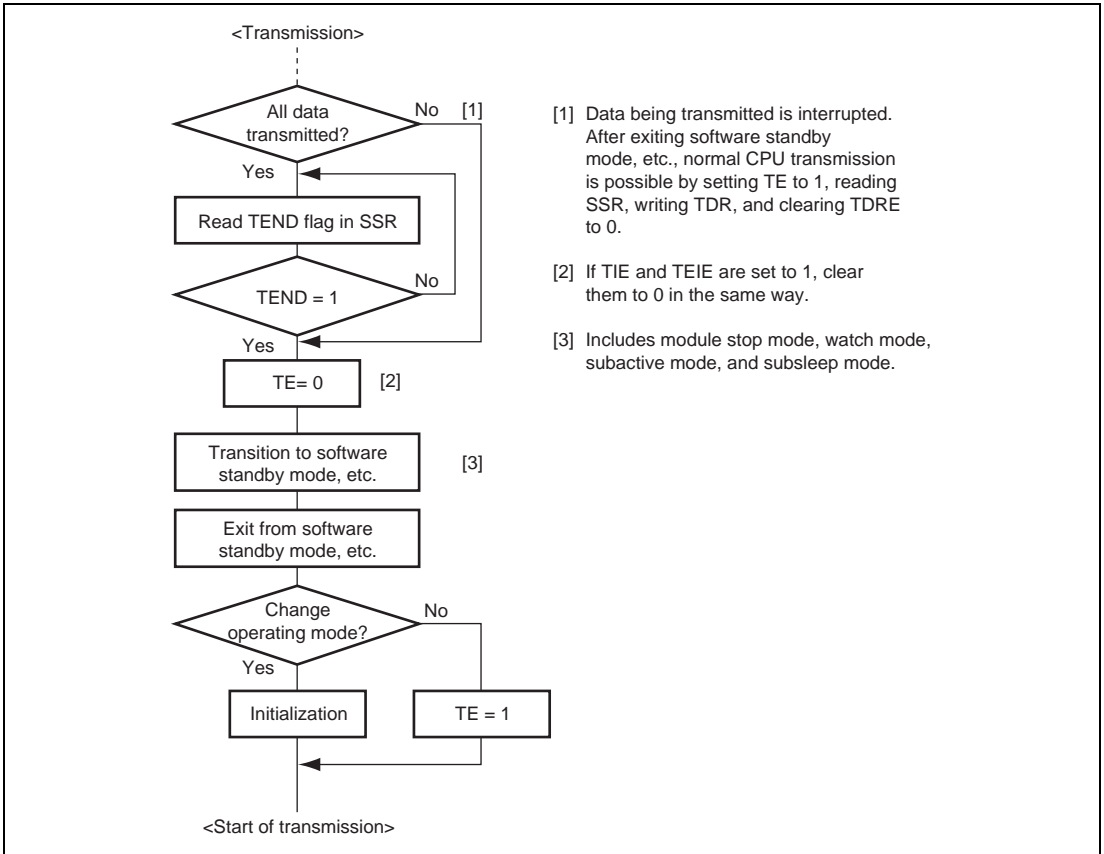 <Transmission>
All data
transmitted?
No [1]
Yes
Read TEND flag in SSR
TEND = 1
No
Yes
TE= 0 [2]
Transition to software
standby mode, etc.
[3]
Exit from software
standby mode, etc.
Change
operating mode?
No
Yes
Initialization
TE = 1
<Start of transmission>
[1] Data being transmitted is interrupted.
After exiting software standby
mode, etc., normal CPU transmission
is possible by setting TE to 1, reading
SSR, writing TDR, and clearing TDRE
to 0.
[2] If TIE and TEIE are set to 1, clear
them to 0 in the same way.
[3] Includes module stop mode, watch mode,
subactive mode, and subsleep mode.